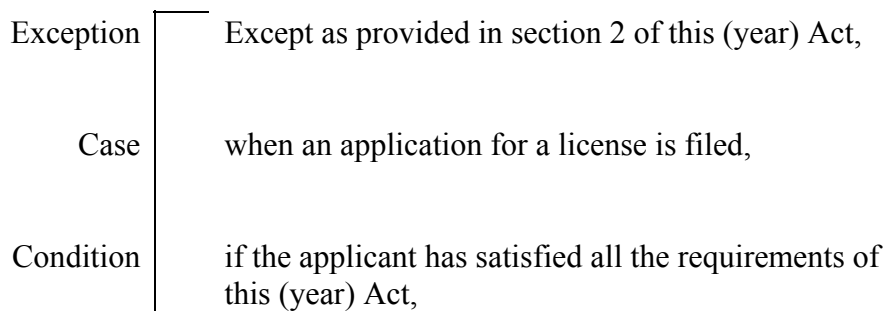 Exception Except as provided in section 2 of this (year) Act,
Case when an application for a license is filed,
Condition if the applicant has satisfied all the requirements of
this (year) Act,